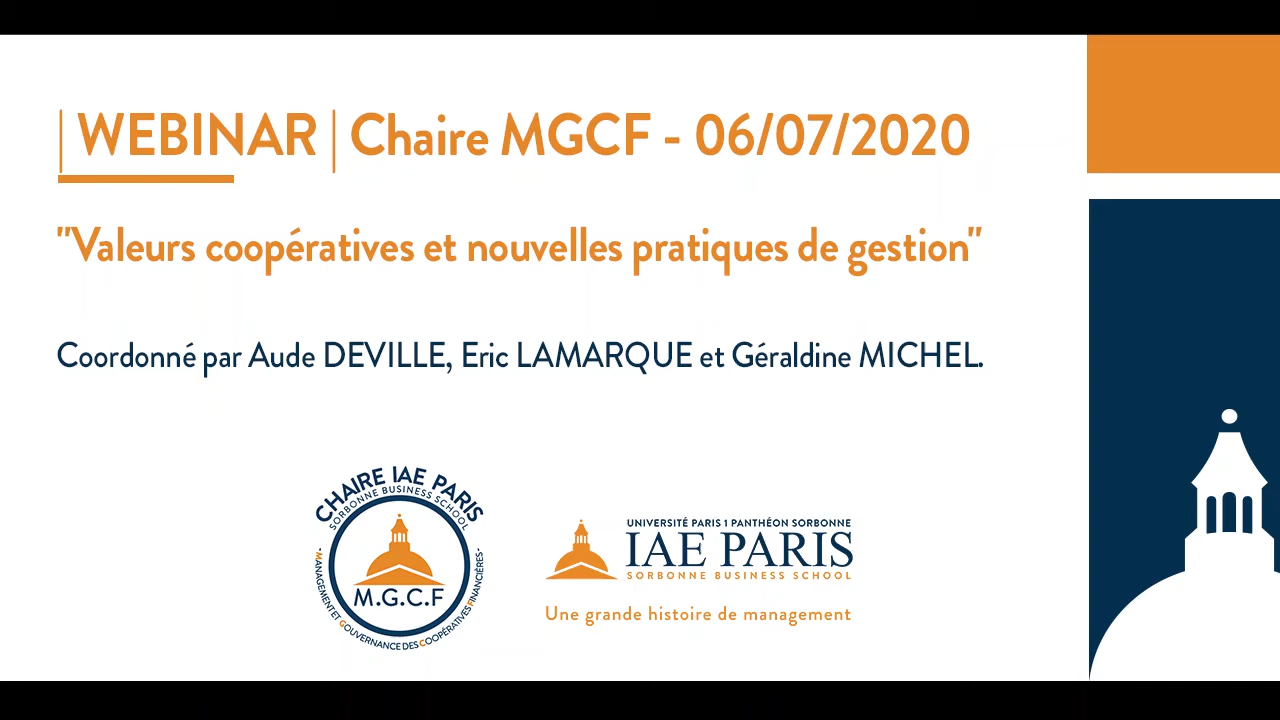 | WEBINAR | Chaire MGCF - 06/07/2020
"Valeurs coopératives et nouvelles pratiques de gestion"
Coordonné par Aude DEVILLE, Eric LAMARQUE et Géraldine MICHEL.
CHAIRE IAE PARIS
SORBONNE BUSINESS SCHOOL
M.G.C.F
-MANAGEMENT ET GOUVERNANCE DES COOPÉRATIVES FINANCIÈRES-
UNIVERSITÉ PARIS 1 PANTHÉON SORBONNE
IAE PARIS
SORBONNE BUSINESS SCHOOL
Une grande histoire de management